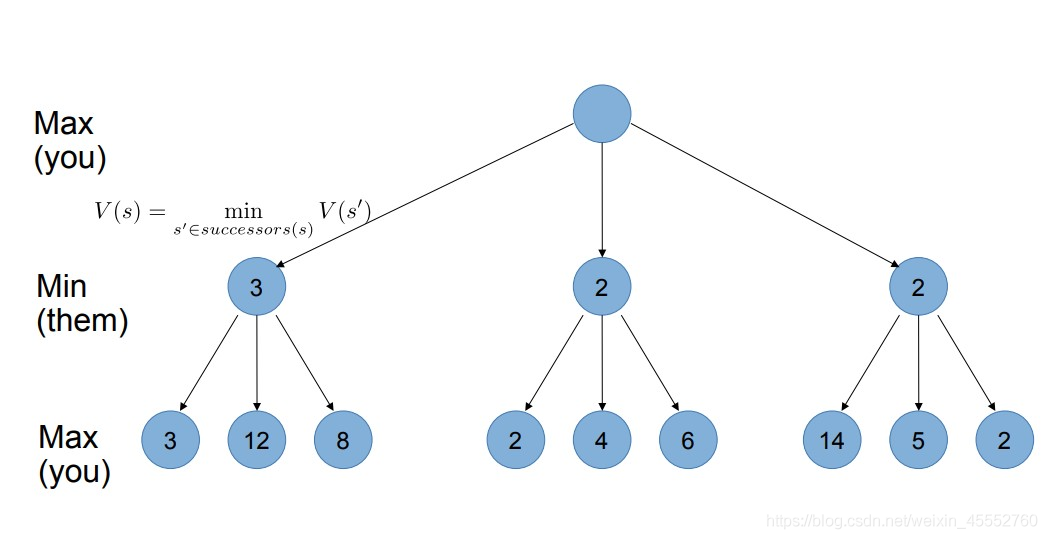 Max
(you)
V(s) = min V(s′)
s′∈successors(s)
Min
(them)
3
2
2
Max
(you)
3
12
8
2
4
6
14
5
2
https://blog.csdn.net/weixin_45552760